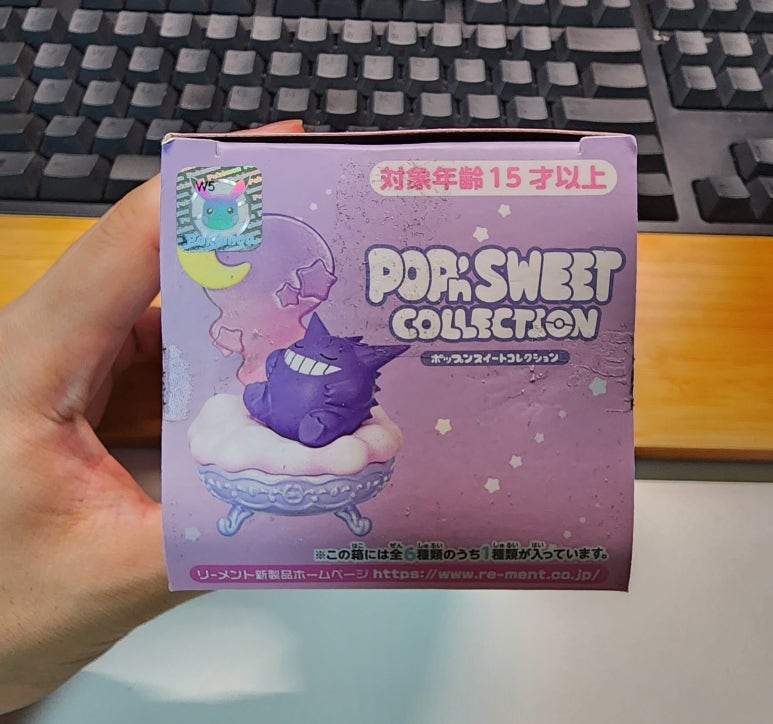 W5
Pokémon
対象年齢15才以上
POP'n SWEET
COLLECTION
ポップンスイートコレクション
※この箱には全6種類のうち1種類が入っています。
リーメント新製品ホームページ https://www.re-ment.co.jp/